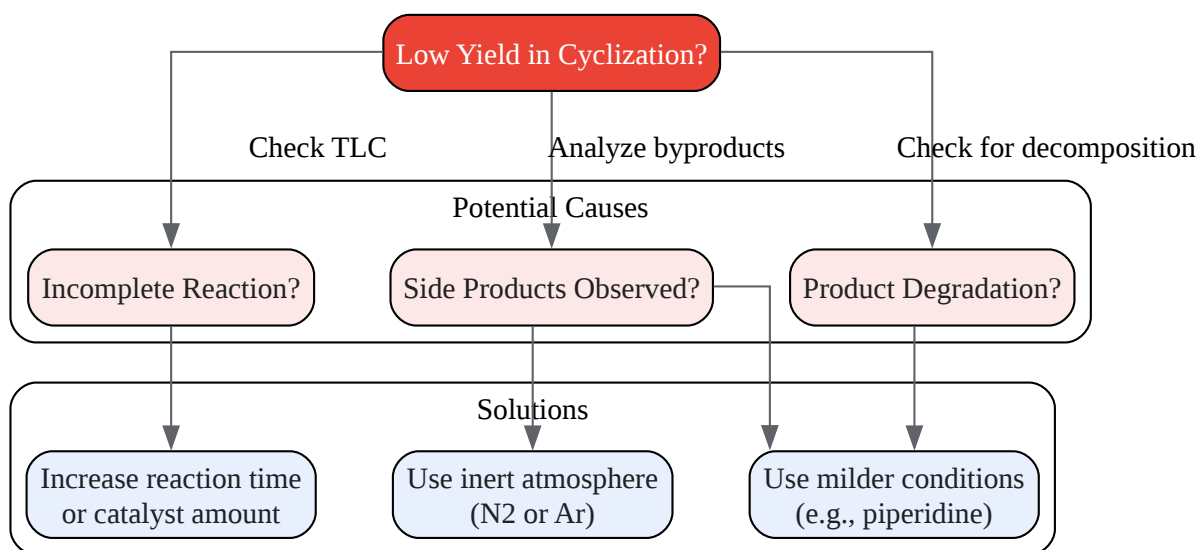 Low Yield in Cyclization?
Check TLC
Analyze byproducts
Check for decomposition
Potential Causes
Incomplete Reaction?
Side Products Observed?
Product Degradation?
Solutions
Increase reaction time
or catalyst amount
Use inert atmosphere
(N2 or Ar)
Use milder conditions
(e.g., piperidine)